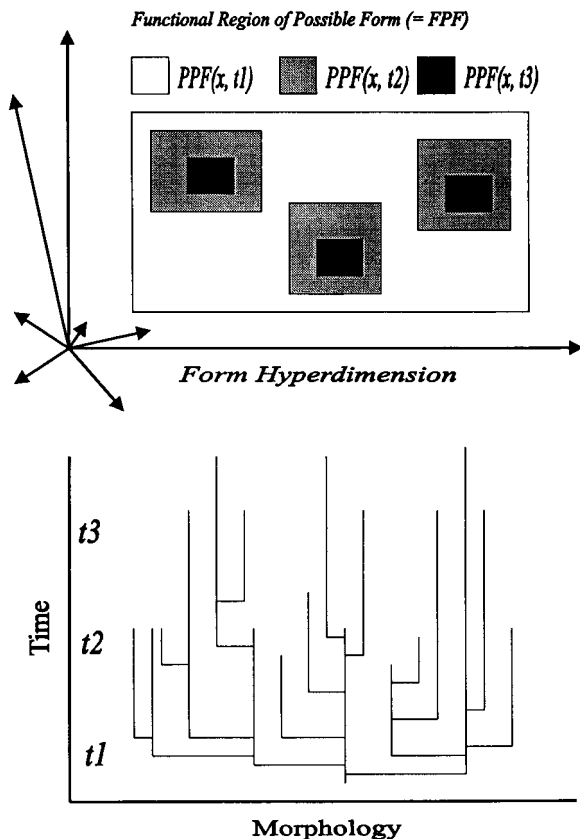 Functional Region of Possible Form (= FPF)
PPF(x, t1) PPF(x, t2) PPF(x, t3)
Form Hyperdimension
Time
t3
t2
t1
Morphology